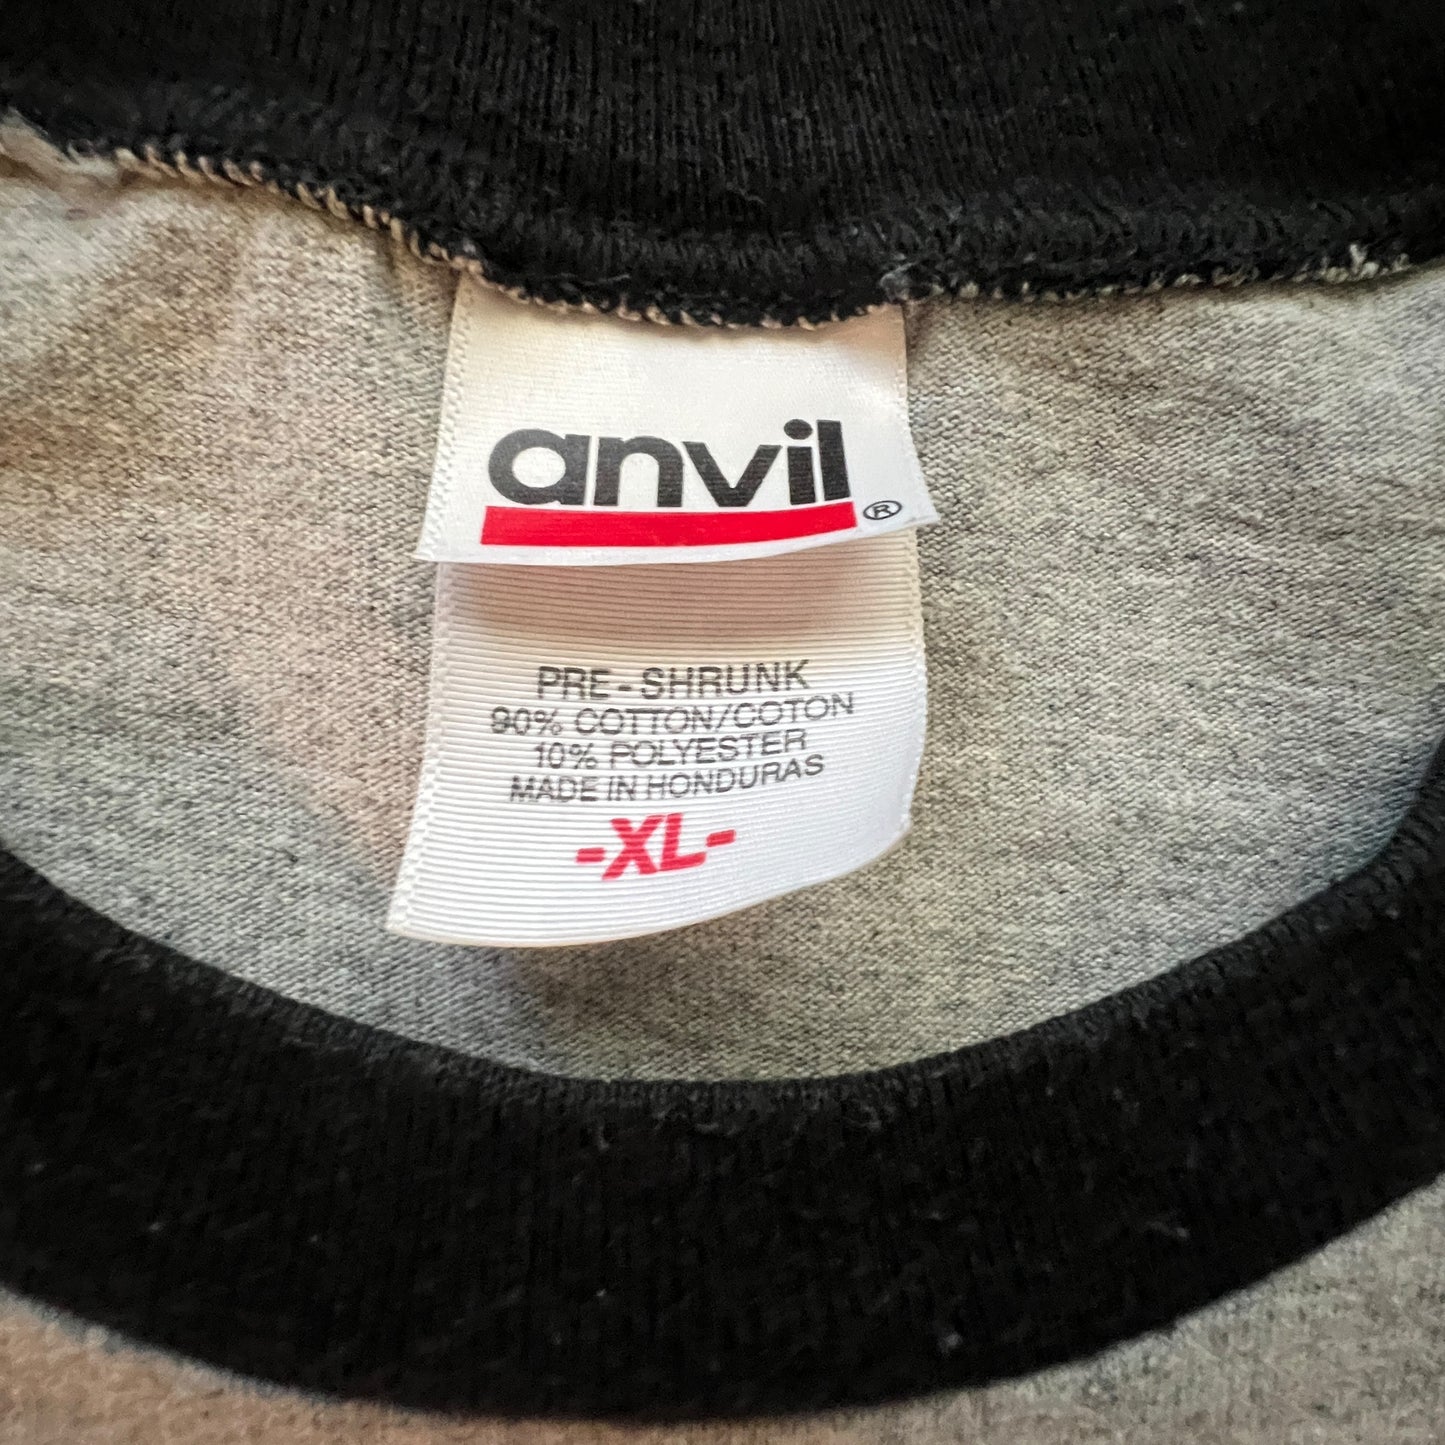 anvil®
PRE-SHRUNK
90% COTTON/COTON
10% POLYESTER
MADE IN HONDURAS
-XL-